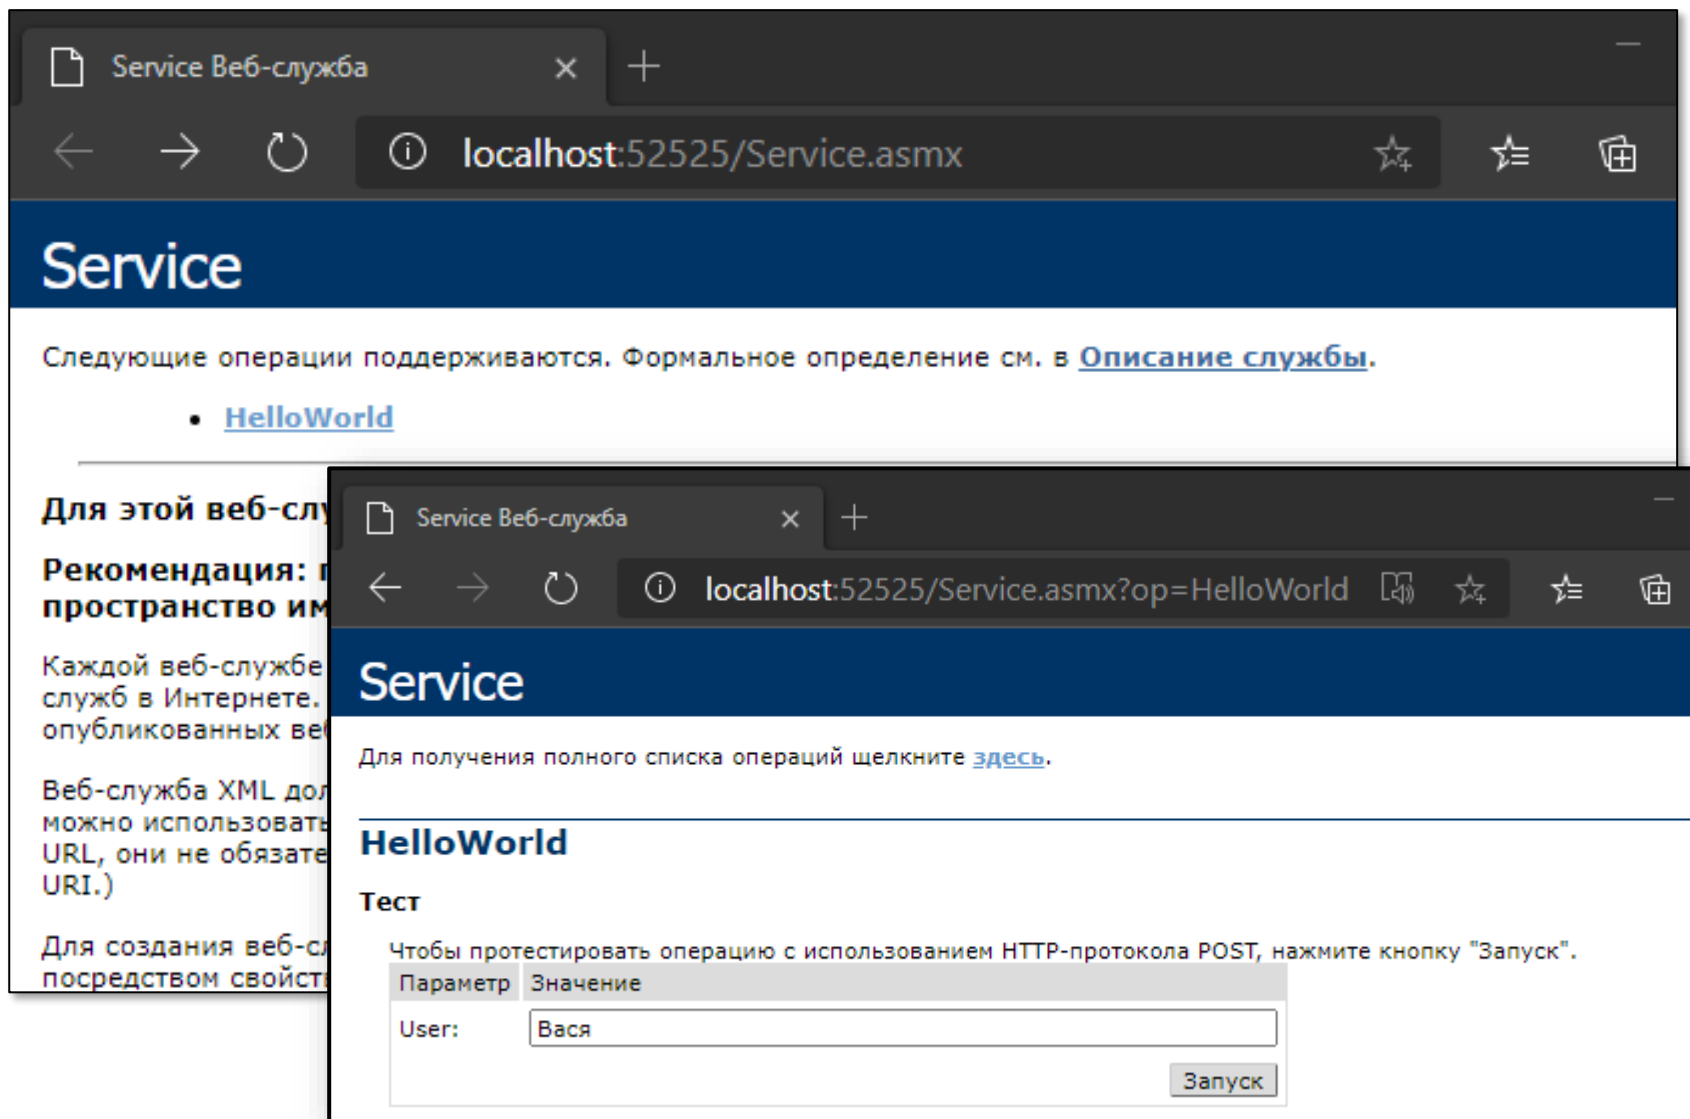 Service Веб-служба
localhost:52525/Service.asmx
Service
Следующие операции поддерживаются. Формальное определение см. в Описание службы.
• HelloWorld
Для этой веб-слу
Рекомендация:
пространство им
Каждой веб-службе
служб в Интернете.
опубликованных ве
Веб-служба XML дол
можно использовать
URL, они не обязате
URI.)
Для создания веб-сл
посредством свойст
Service Веб-служба
localhost:52525/Service.asmx?op=HelloWorld
Service
Для получения полного списка операций щелкните здесь.
HelloWorld
Тест
Чтобы протестировать операцию с использованием HTTP-протокола POST, нажмите кнопку "Запуск".
Параметр Значение
User: Вася
Запуск